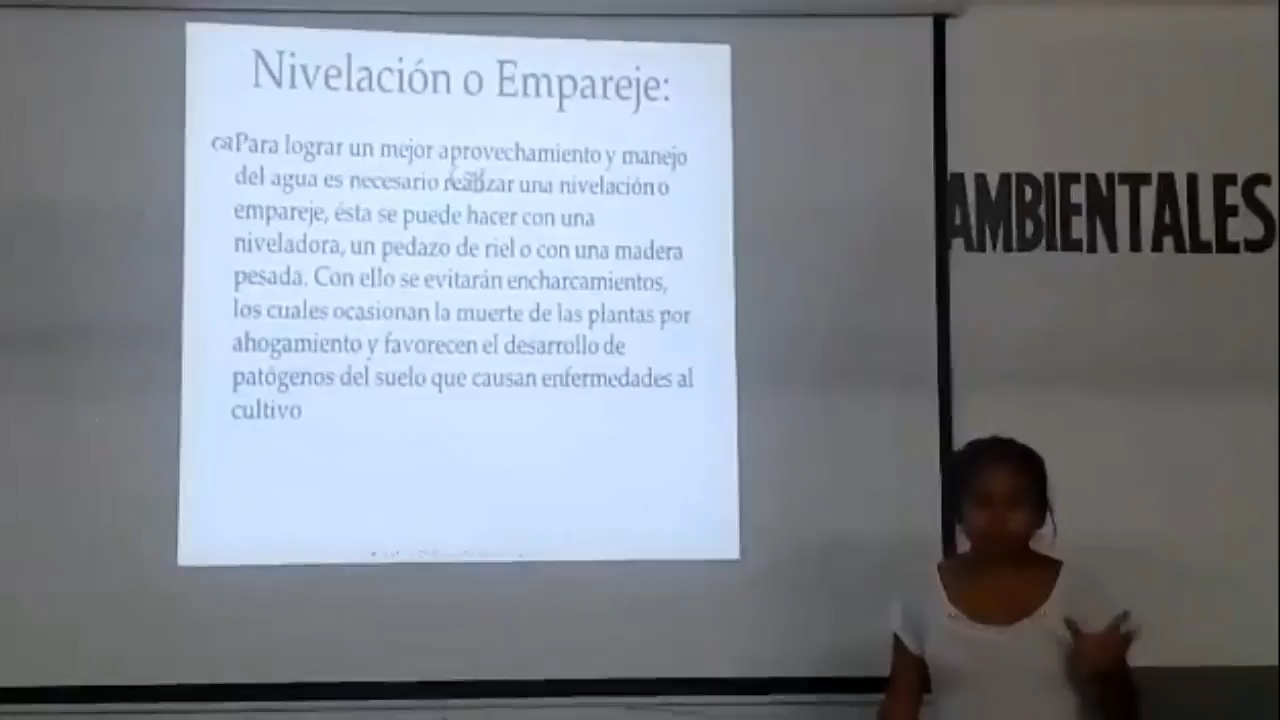 Nivelación o Empareje:
Para lograr un mejor aprovechamiento y manejo
del agua es necesario realizar una nivelación o
empareje, ésta se puede hacer con una
niveladora, un pedazo de riel o con una madera
pesada. Con ello se evitarán encharcamientos,
los cuales ocasionan la muerte de las plantas por
ahogamiento y favorecen el desarrollo de
patógenos del suelo que causan enfermedades al
cultivo
AMBIENTALES